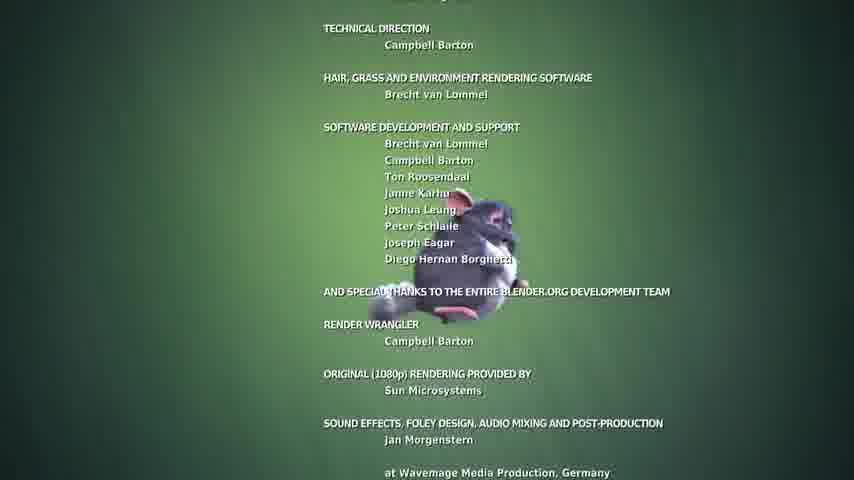 TECHNICAL DIRECTION
Campbell Barton
HAIR, GRASS AND ENVIRONMENT RENDERING SOFTWARE
Brecht van Lommel
SOFTWARE DEVELOPMENT AND SUPPORT
Brecht van Lommel
Campbell Barton
Ton Roosendaal
Janne Karhu
Joshua Leung
Peter Schlaile
Joseph Eagar
Diego Hernan Borghetti
AND SPECIAL THANKS TO THE ENTIRE BLENDER.ORG DEVELOPMENT TEAM
RENDER WRANGLER
Campbell Barton
ORIGINAL (1080p) RENDERING PROVIDED BY
Sun Microsystems
SOUND EFFECTS, FOLEY DESIGN, AUDIO MIXING AND POST-PRODUCTION
Jan Morgenstern
at Wavemage Media Production, Germany